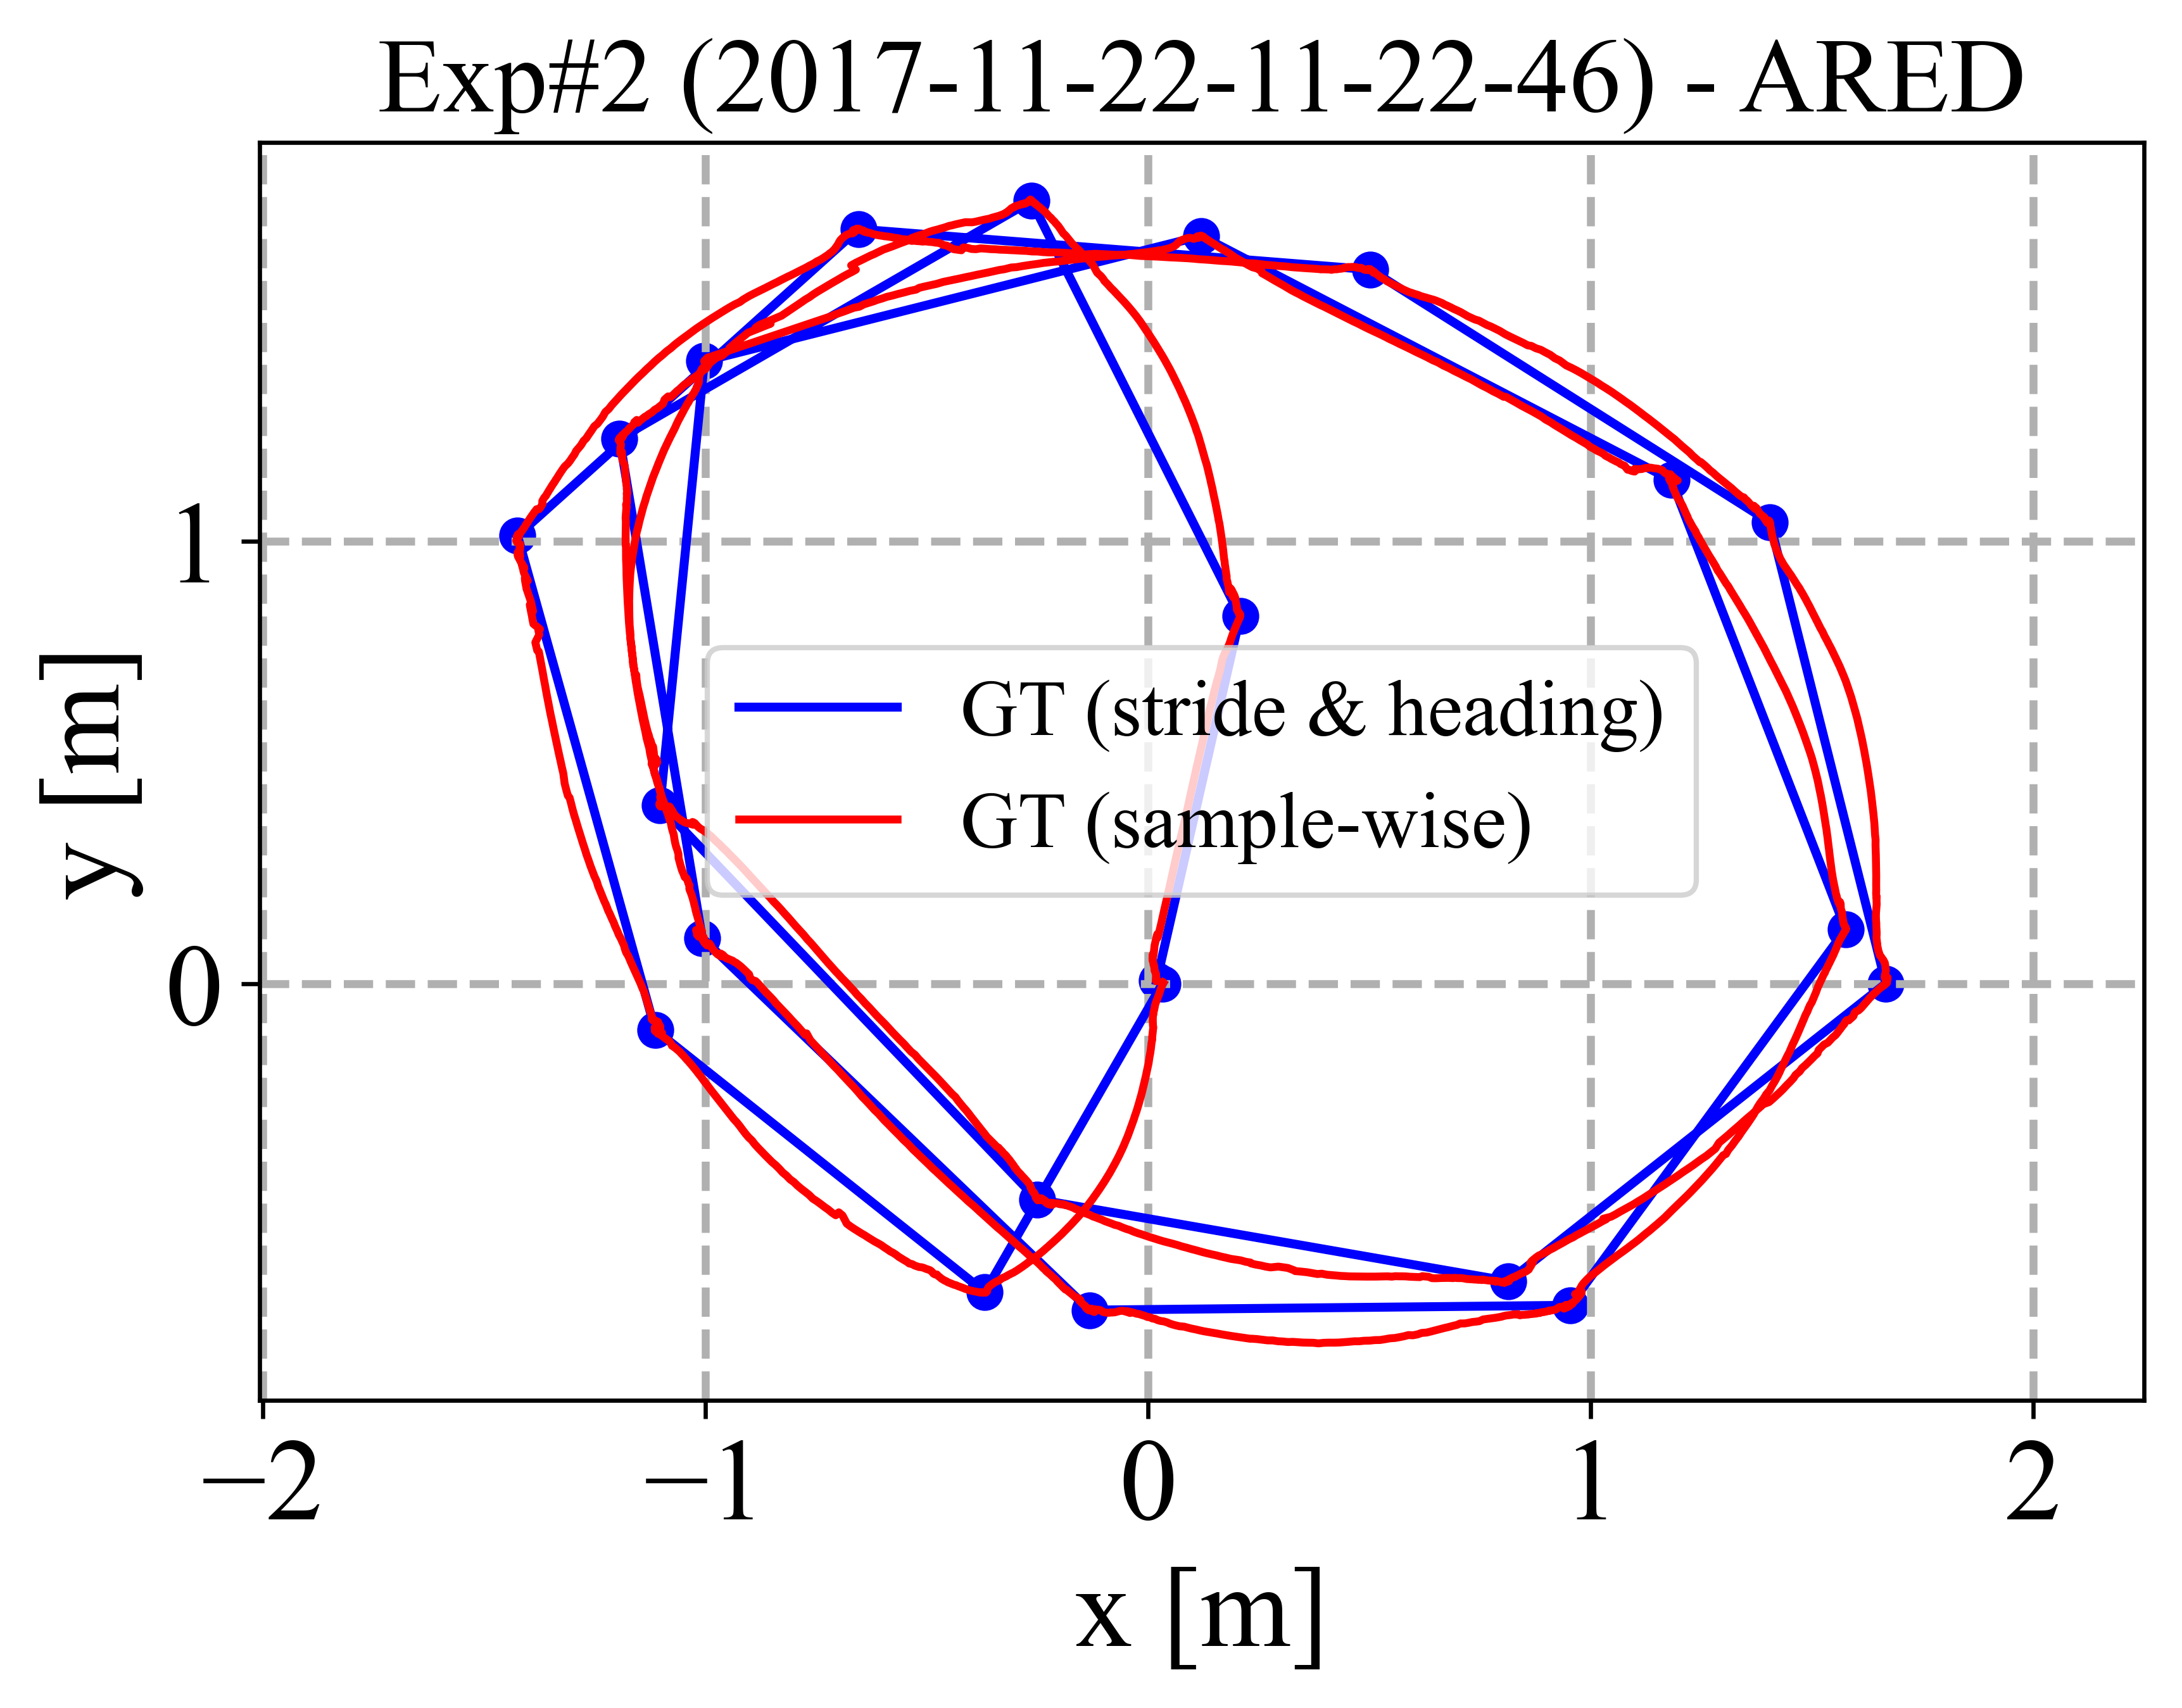 Exp#2 (2017-11-22-11-22-46) - ARED
y [m]
1
0
GT (stride & heading)
GT (sample-wise)
−2 −1 0 1 2
x [m]